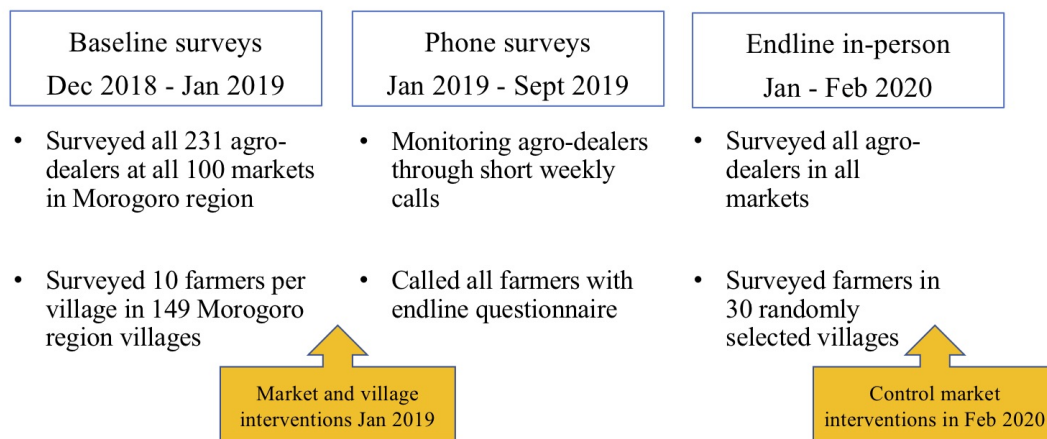 Baseline surveys
Dec 2018 - Jan 2019
• Surveyed all 231 agro-
dealers at all 100 markets
in Morogoro region
• Surveyed 10 farmers per
village in 149 Morogoro
region villages
Phone surveys
Jan 2019 - Sept 2019
• Monitoring agro-dealers
through short weekly
calls
• Called all farmers with
endline questionnaire
Endline in-person
Jan - Feb 2020
• Surveyed all agro-
dealers in all
markets
• Surveyed farmers in
30 randomly
selected villages
Market and village
interventions Jan 2019
Control market
interventions in Feb 2020